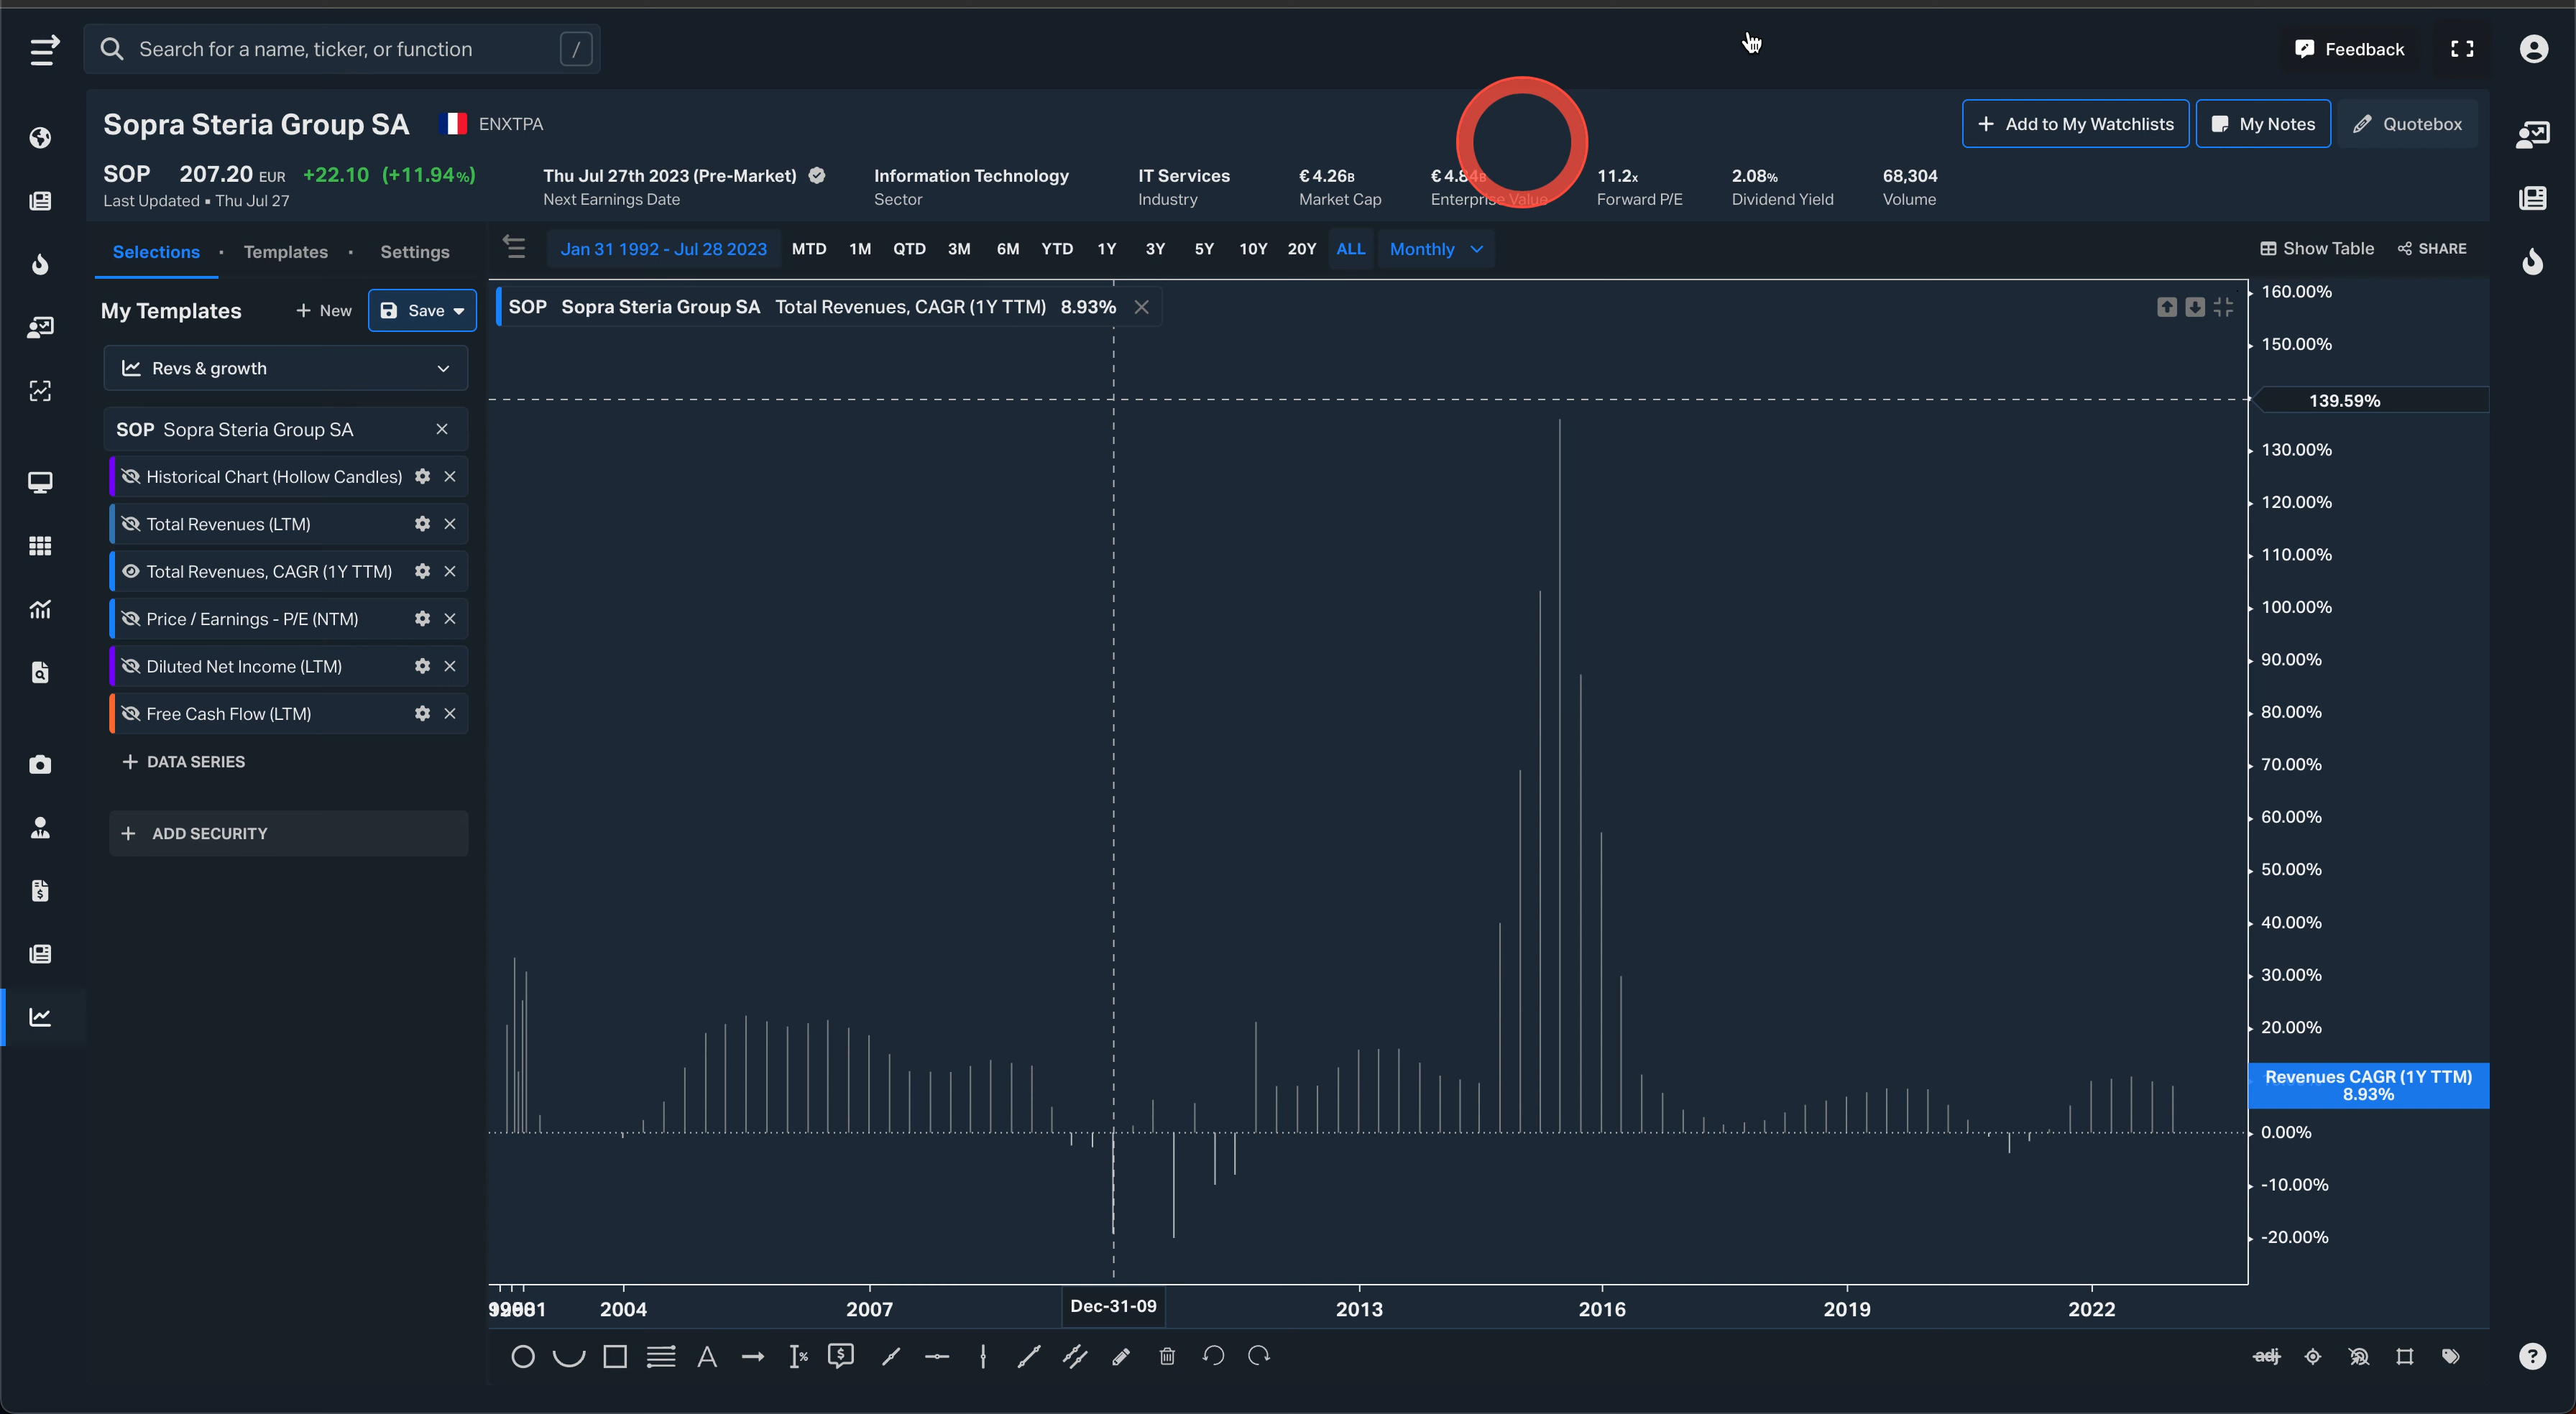 Search for a name, ticker, or function /
Feedback
Sopra Steria Group SA ENXTPA
+ Add to My Watchlists My Notes Quotebox
SOP 207.20 EUR +22.10 (+11.94%)
Last Updated ▪ Thu Jul 27
Thu Jul 27th 2023 (Pre-Market)
Next Earnings Date
Information Technology
Sector
IT Services
Industry
€ 4.26B
Market Cap
€ 4.84B
Enterprise Value
11.2x
Forward P/E
2.08%
Dividend Yield
68,304
Volume
Selections · Templates · Settings
Jan 31 1992 - Jul 28 2023 MTD 1M QTD 3M 6M YTD 1Y 3Y 5Y 10Y 20Y ALL Monthly
Show Table SHARE
My Templates + New Save
Revs & growth
SOP Sopra Steria Group SA
Historical Chart (Hollow Candles)
Total Revenues (LTM)
Total Revenues, CAGR (1Y TTM)
Price / Earnings - P/E (NTM)
Diluted Net Income (LTM)
Free Cash Flow (LTM)
+ DATA SERIES
+ ADD SECURITY
SOP Sopra Steria Group SA Total Revenues, CAGR (1Y TTM) 8.93%
160.00%
150.00%
139.59%
130.00%
120.00%
110.00%
100.00%
90.00%
80.00%
70.00%
60.00%
50.00%
40.00%
30.00%
20.00%
Revenues CAGR (1Y TTM)
8.93%
0.00%
-10.00%
-20.00%
2004 2007 Dec-31-09 2013 2016 2019 2022
adj